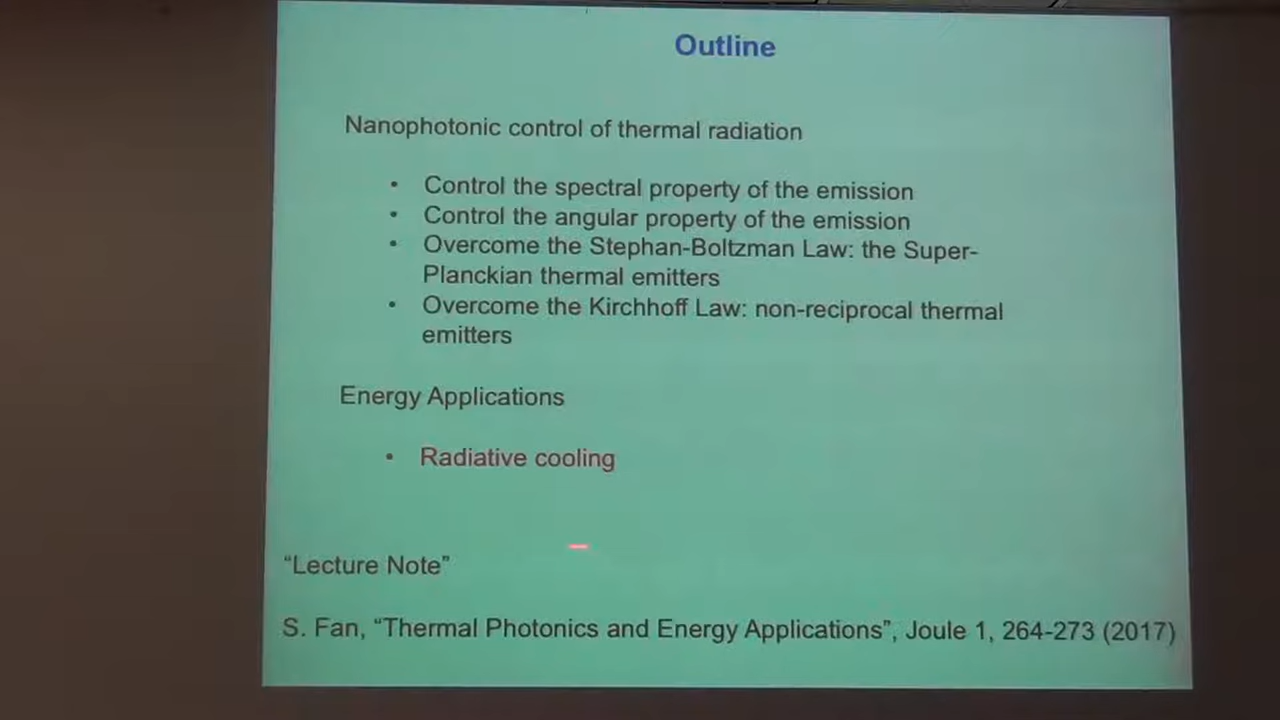 Outline
Nanophotonic control of thermal radiation
• Control the spectral property of the emission
• Control the angular property of the emission
• Overcome the Stephan-Boltzman Law: the Super-
Planckian thermal emitters
• Overcome the Kirchhoff Law: non-reciprocal thermal
emitters
Energy Applications
• Radiative cooling
“Lecture Note”
S. Fan, “Thermal Photonics and Energy Applications”, Joule 1, 264-273 (2017)